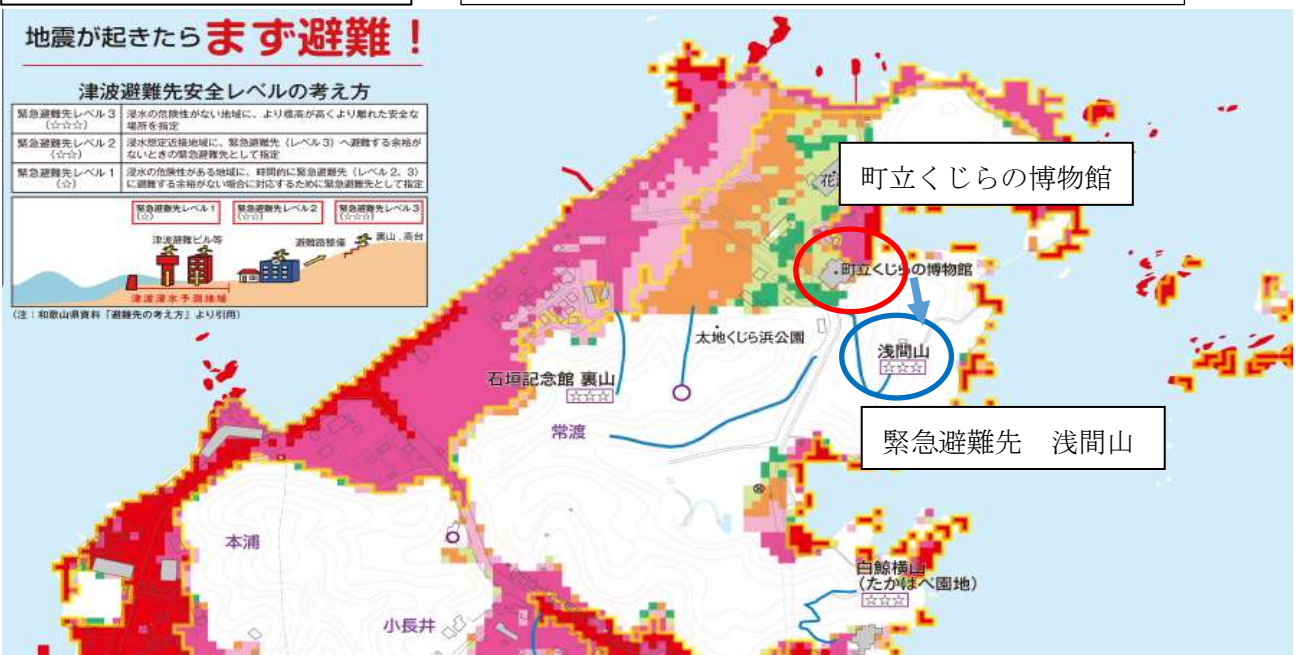 地震が起きたらまず避難！
津波避難先安全レベルの考え方
緊急避難先レベル3
(☆☆☆)
浸水の危険性がない地域に、より標高が高くより離れた安全な
場所を指定
緊急避難先レベル2
(☆☆)
浸水想定近接地域に、緊急避難先（レベル3）へ避難する余裕が
ないときの緊急避難先として指定
緊急避難先レベル1
(☆)
浸水の危険性がある地域に、時間的に緊急避難先（レベル2、3）
に避難する余裕がない場合に対応するために緊急避難先として指定
緊急避難先レベル1
(☆)
緊急避難先レベル2
(☆☆)
緊急避難先レベル3
(☆☆☆)
津波避難ビル等
避難路整備
裏山、高台
津波浸水予測地域
(注：和歌山県資料「避難先の考え方」より引用)
町立くじらの博物館
花
町立くじらの博物館
太地くじら浜公園
浅間山
☆☆☆
石垣記念館 裏山
☆☆☆
常渡
緊急避難先　浅間山
本浦
白鯨横山
(たかばべ園地)
☆☆☆
小長井